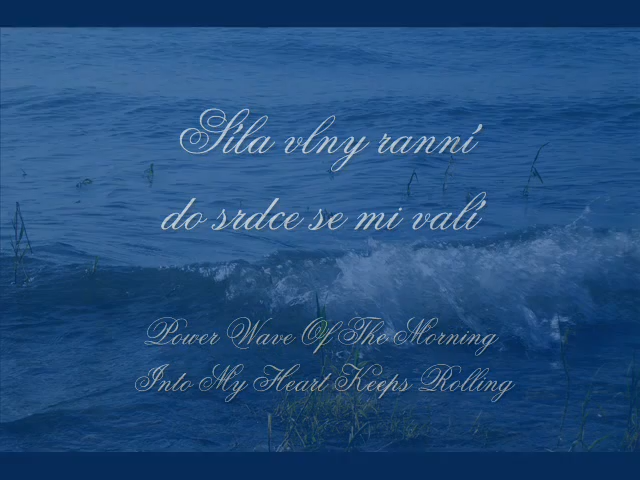 Síla vlny ranní
do srdce se mi valí
Power Wave Of The Morning
Into My Heart Keeps Rolling